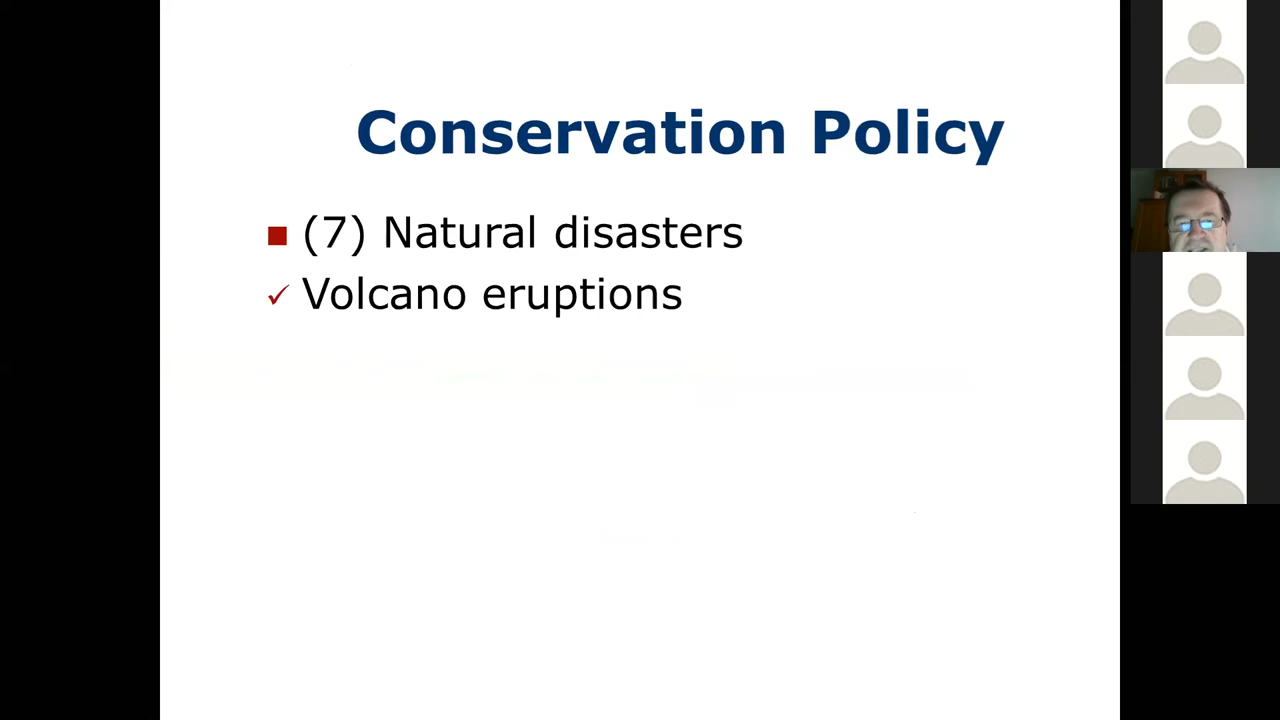 Conservation Policy
(7) Natural disasters
Volcano eruptions